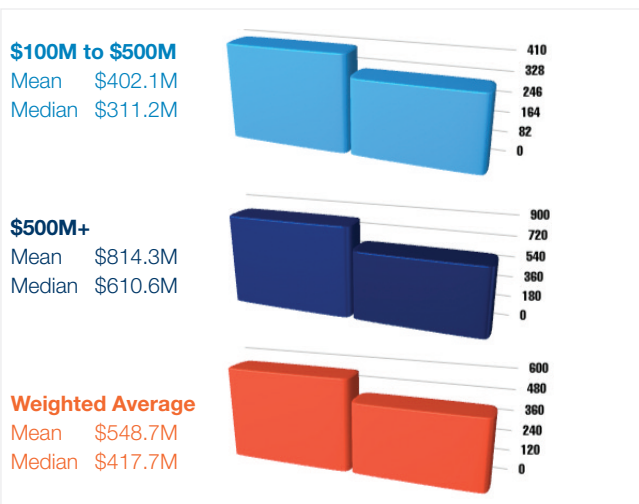 $100M to $500M
Mean $402.1M
Median $311.2M
410
328
246
164
82
0
$500M+
Mean $814.3M
Median $610.6M
900
720
540
360
180
0
Weighted Average
Mean $548.7M
Median $417.7M
600
480
360
240
120
0